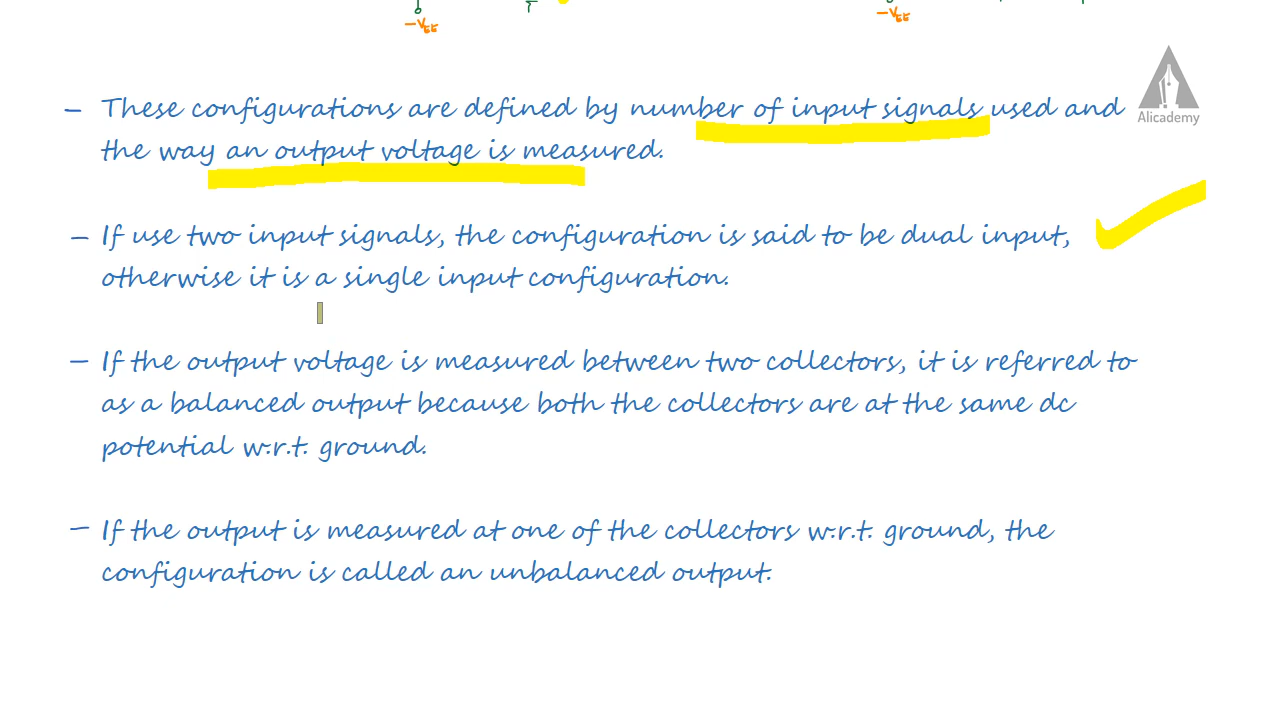 -VEE -VEE
- These configurations are defined by number of input signals used and
the way an output voltage is measured.
Alicademy
- If use two input signals, the configuration is said to be dual input,
otherwise it is a single input configuration.
- If the output voltage is measured between two collectors, it is referred to
as a balanced output because both the collectors are at the same dc
potential w.r.t. ground.
- If the output is measured at one of the collectors w.r.t. ground, the
configuration is called an unbalanced output.